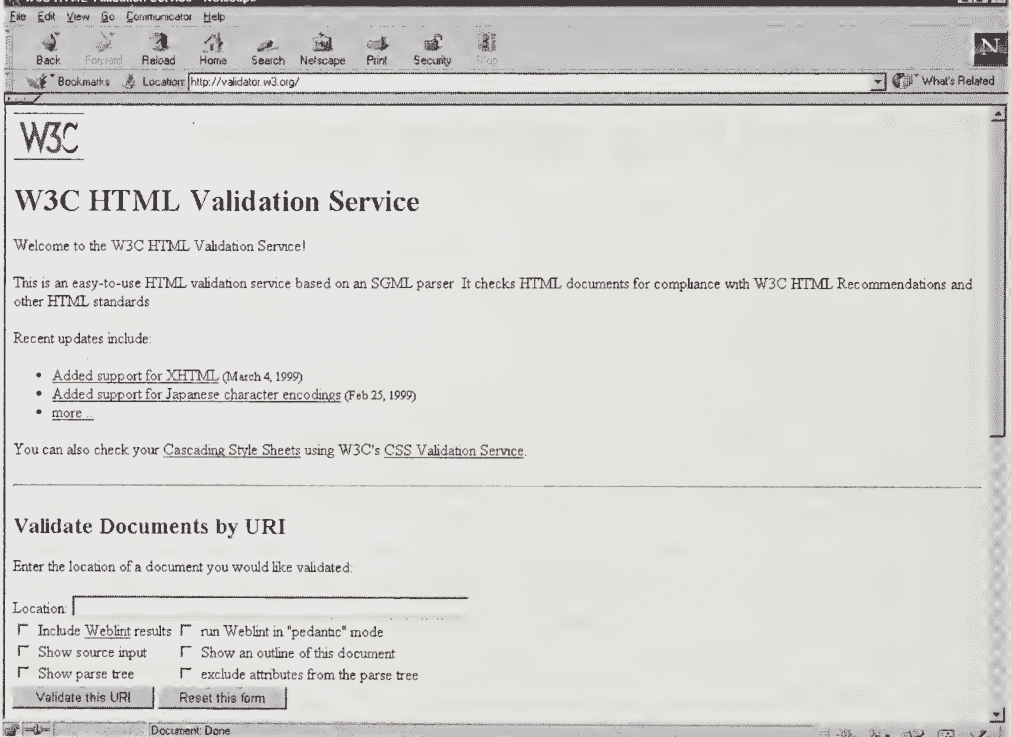 W3C HTML Validation Service - Netscape
File Edit View Go Communicator Help
Back Forward Reload Home Search Netscape Print Security Stop
Bookmarks Location: http://validator.w3.org/ What's Related
W3C
W3C HTML Validation Service
Welcome to the W3C HTML Validation Service!
This is an easy-to-use HTML validation service based on an SGML parser. It checks HTML documents for compliance with W3C HTML Recommendations and
other HTML standards
Recent updates include:
• Added support for XHTML (March 4, 1999)
• Added support for Japanese character encodings (Feb 25, 1999)
• more ...
You can also check your Cascading Style Sheets using W3C's CSS Validation Service.
Validate Documents by URI
Enter the location of a document you would like validated:
Location:
Include Weblint results run Weblint in "pedantic" mode
Show source input Show an outline of this document
Show parse tree exclude attributes from the parse tree
Validate this URI Reset this form
Document: Done